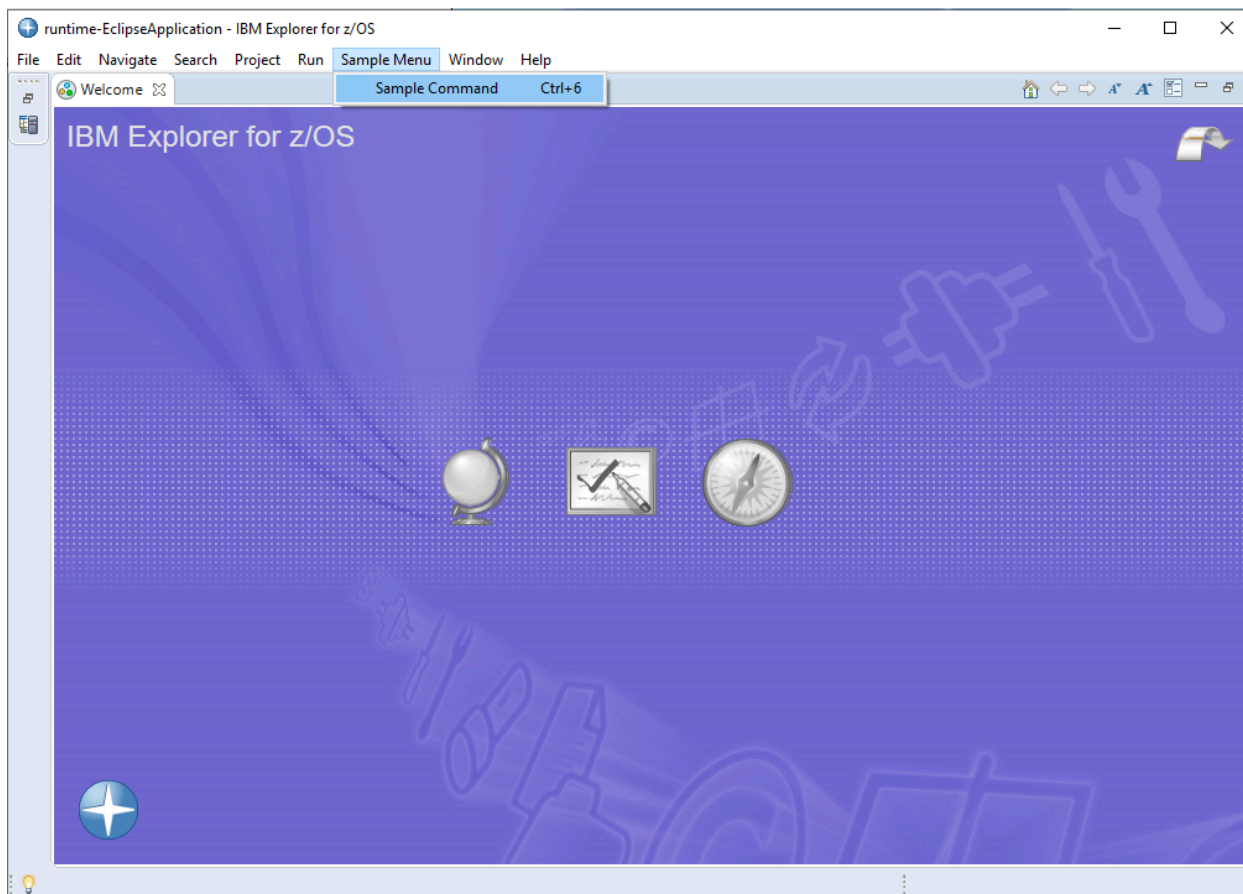 runtime-EclipseApplication - IBM Explorer for z/OS
File Edit Navigate Search Project Run Sample Menu Window Help
Welcome
Sample Command Ctrl+6
IBM Explorer for z/OS